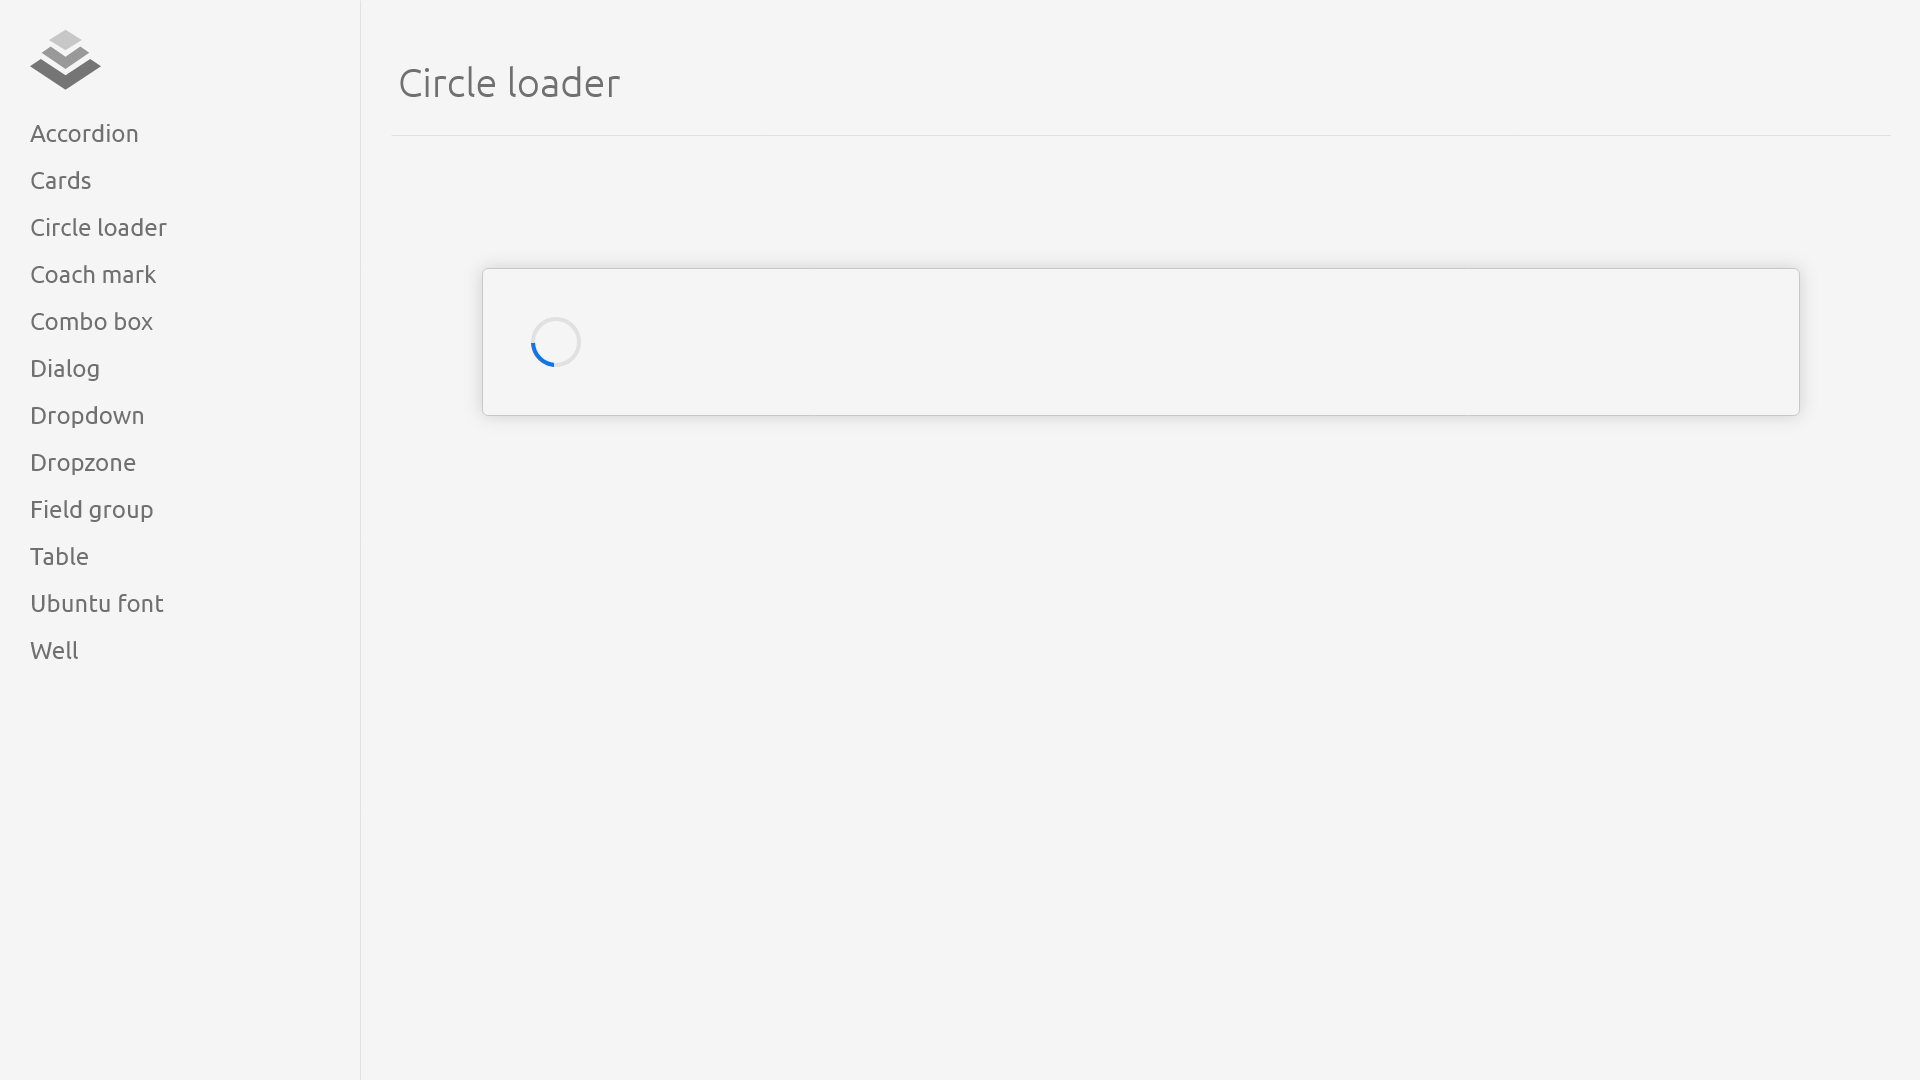 Circle loader
Accordion
Cards
Circle loader
Coach mark
Combo box
Dialog
Dropdown
Dropzone
Field group
Table
Ubuntu font
Well